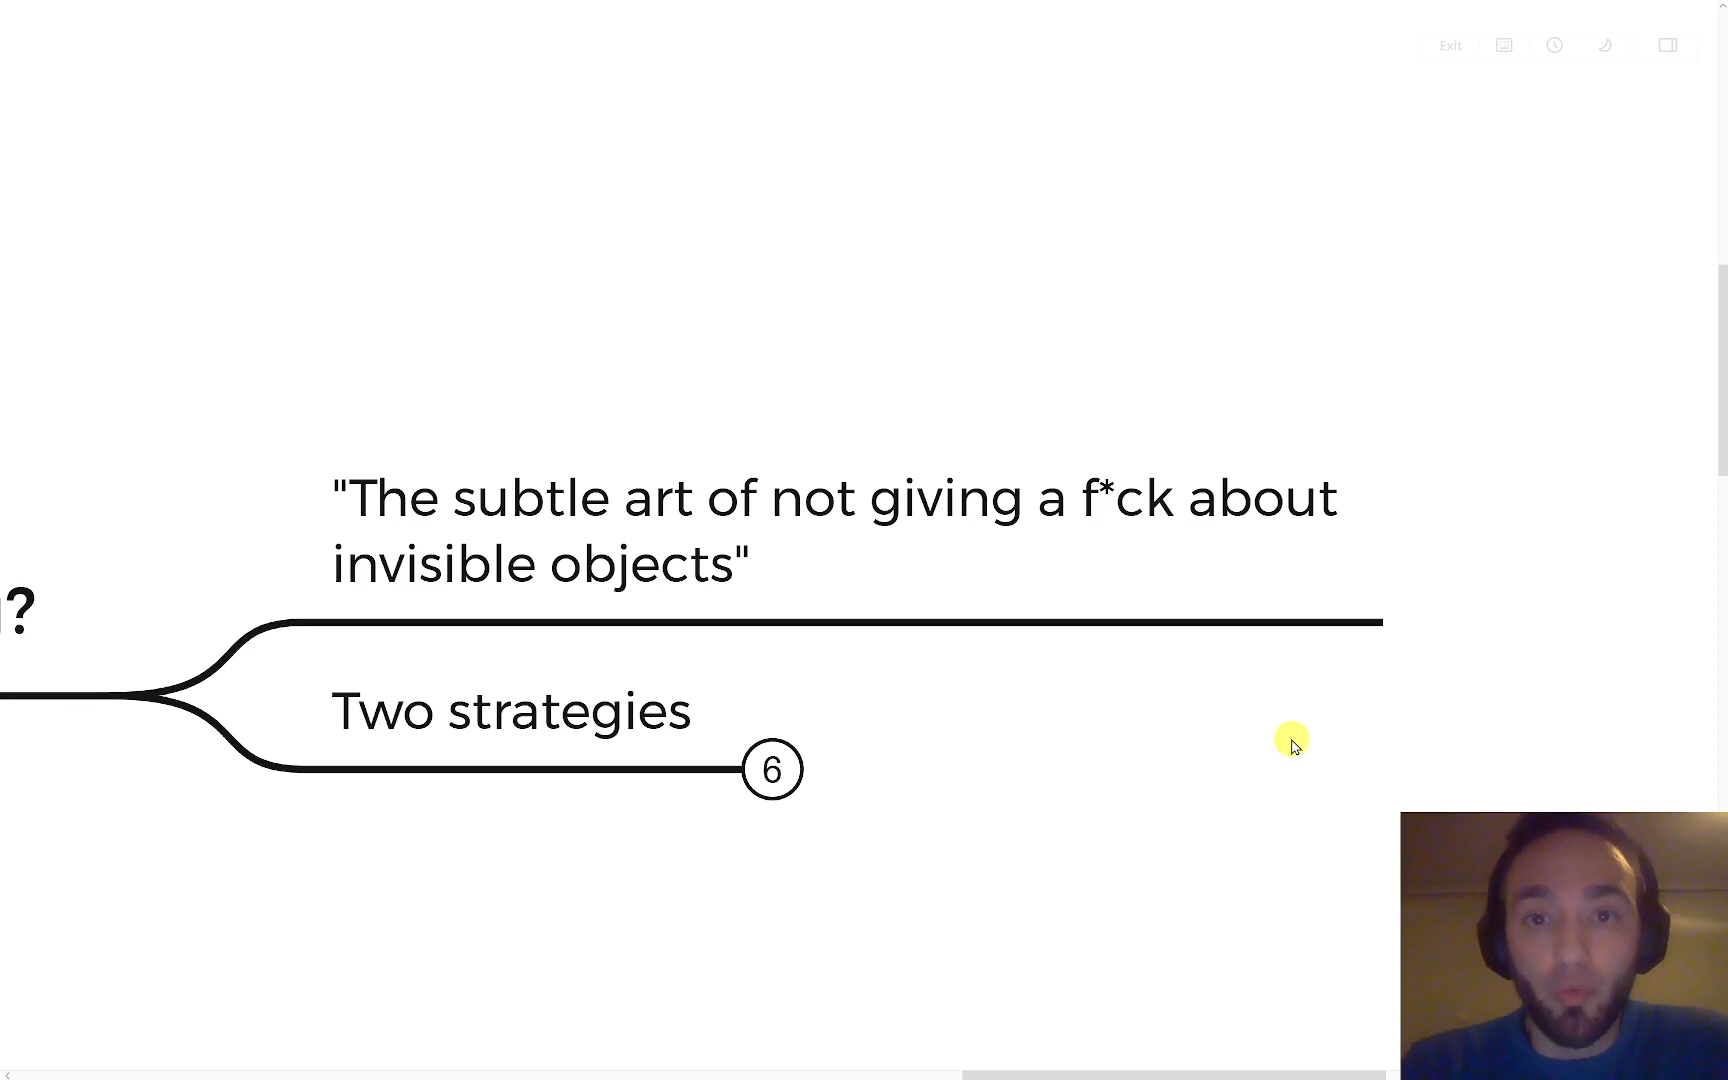 Exit
"The subtle art of not giving a f*ck about
invisible objects"
?
Two strategies
6